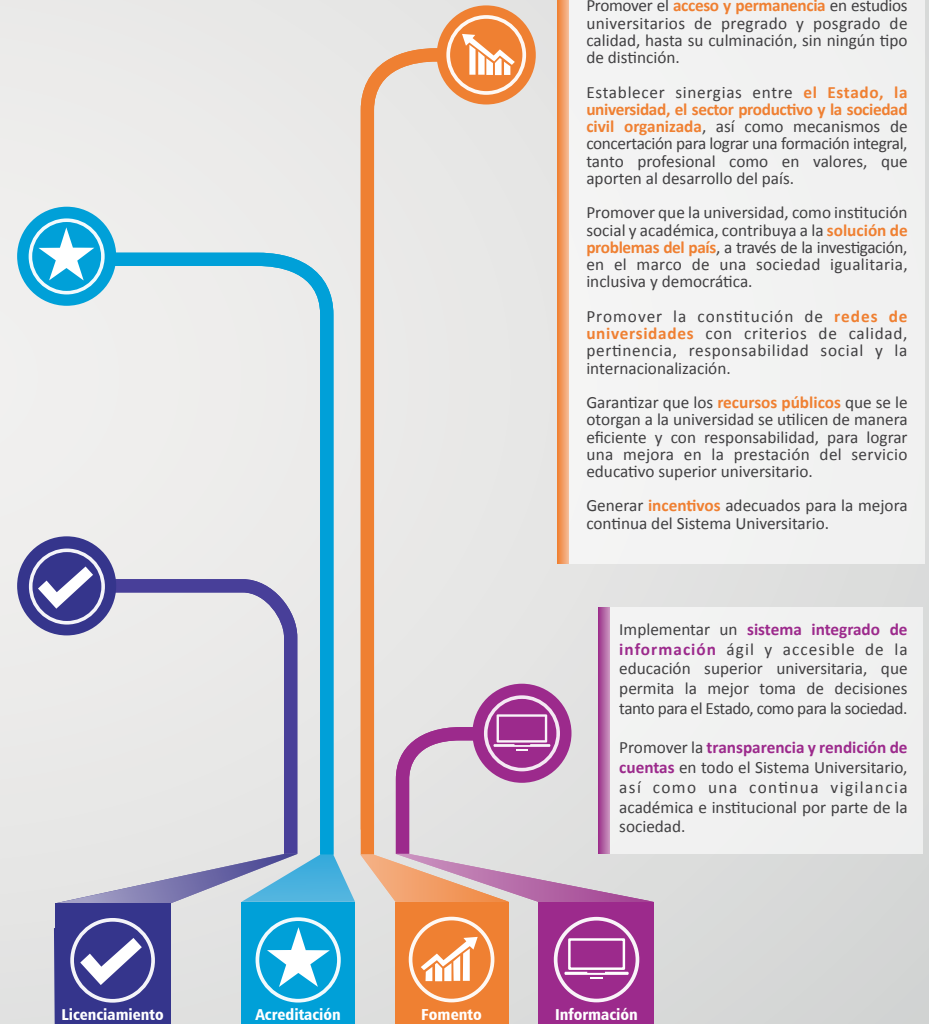 Promover el acceso y permanencia en estudios
universitarios de pregrado y posgrado de
calidad, hasta su culminación, sin ningún tipo
de distinción.
Establecer sinergias entre el Estado, la
universidad, el sector productivo y la sociedad
civil organizada, así como mecanismos de
concertación para lograr una formación integral,
tanto profesional como en valores, que
aporten al desarrollo del país.
Promover que la universidad, como institución
social y académica, contribuya a la solución de
problemas del país, a través de la investigación,
en el marco de una sociedad igualitaria,
inclusiva y democrática.
Promover la constitución de redes de
universidades con criterios de calidad,
pertinencia, responsabilidad social y la
internacionalización.
Garantizar que los recursos públicos que se le
otorgan a la universidad se utilicen de manera
eficiente y con responsabilidad, para lograr
una mejora en la prestación del servicio
educativo superior universitario.
Generar incentivos adecuados para la mejora
continua del Sistema Universitario.
Implementar un sistema integrado de
información ágil y accesible de la
educación superior universitaria, que
permita la mejor toma de decisiones
tanto para el Estado, como para la sociedad.
Promover la transparencia y rendición de
cuentas en todo el Sistema Universitario,
así como una continua vigilancia
académica e institucional por parte de la
sociedad.
Licenciamiento
Acreditación
Fomento
Información